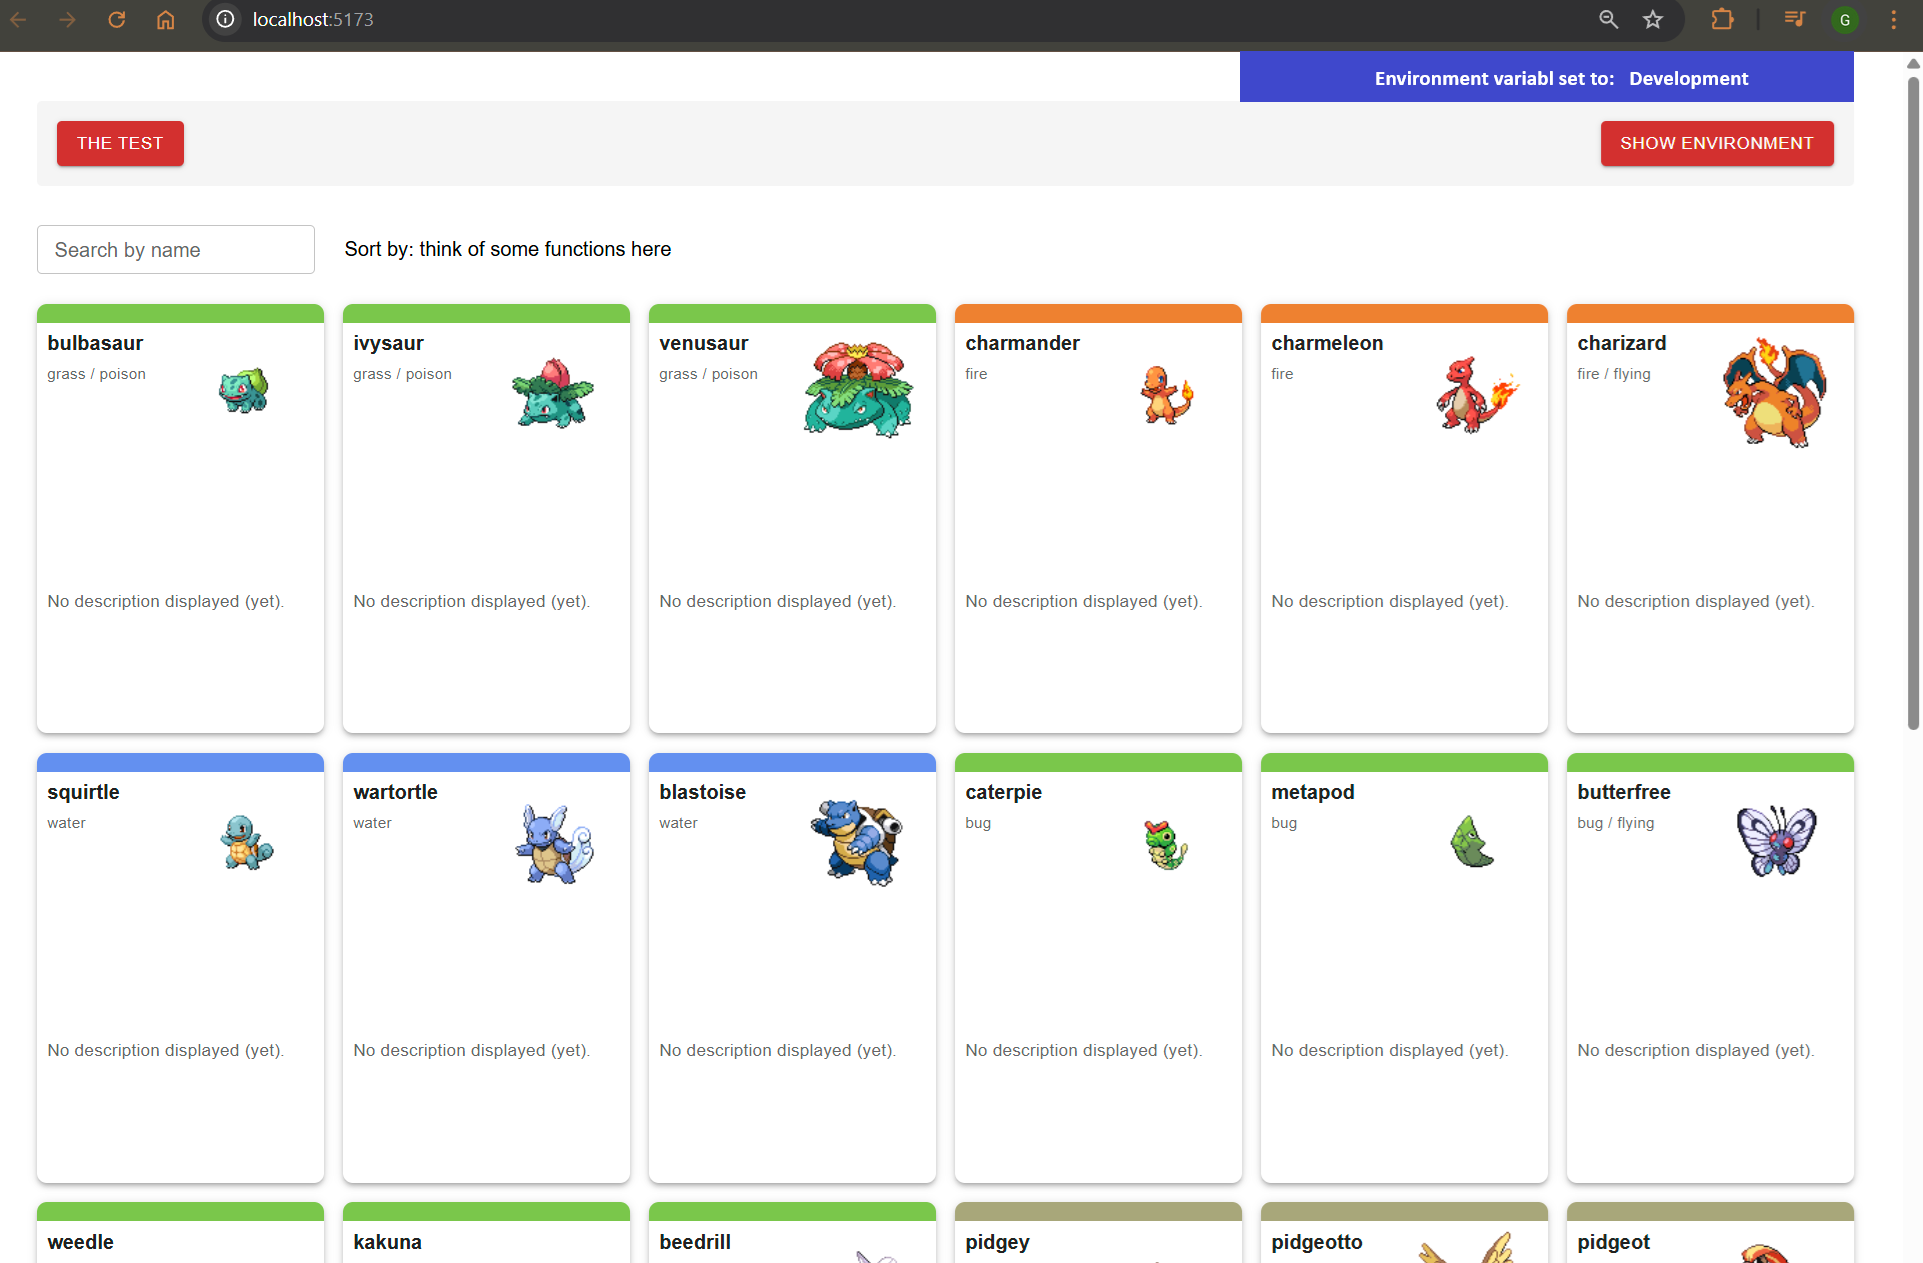 localhost:5173
G
Environment variabl set to: Development
THE TEST
SHOW ENVIRONMENT
Search by name
Sort by: think of some functions here
bulbasaur
grass / poison
No description displayed (yet).
ivysaur
grass / poison
No description displayed (yet).
venusaur
grass / poison
No description displayed (yet).
charmander
fire
No description displayed (yet).
charmeleon
fire
No description displayed (yet).
charizard
fire / flying
No description displayed (yet).
squirtle
water
No description displayed (yet).
wartortle
water
No description displayed (yet).
blastoise
water
No description displayed (yet).
caterpie
bug
No description displayed (yet).
metapod
bug
No description displayed (yet).
butterfree
bug / flying
No description displayed (yet).
weedle
kakuna
beedrill
pidgey
pidgeotto
pidgeot